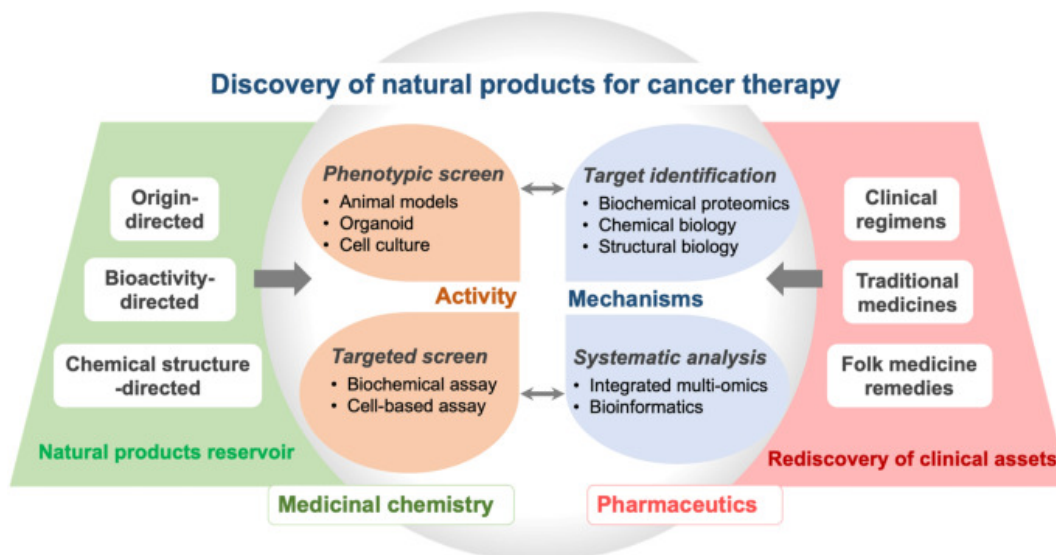 Discovery of natural products for cancer therapy
Origin-
directed
Bioactivity-
directed
Chemical structure
-directed
Natural products reservoir
Phenotypic screen
• Animal models
• Organoid
• Cell culture
Activity
Targeted screen
• Biochemical assay
• Cell-based assay
Target identification
• Biochemical proteomics
• Chemical biology
• Structural biology
Mechanisms
Systematic analysis
• Integrated multi-omics
• Bioinformatics
Clinical
regimens
Traditional
medicines
Folk medicine
remedies
Rediscovery of clinical assets
Medicinal chemistry
Pharmaceutics